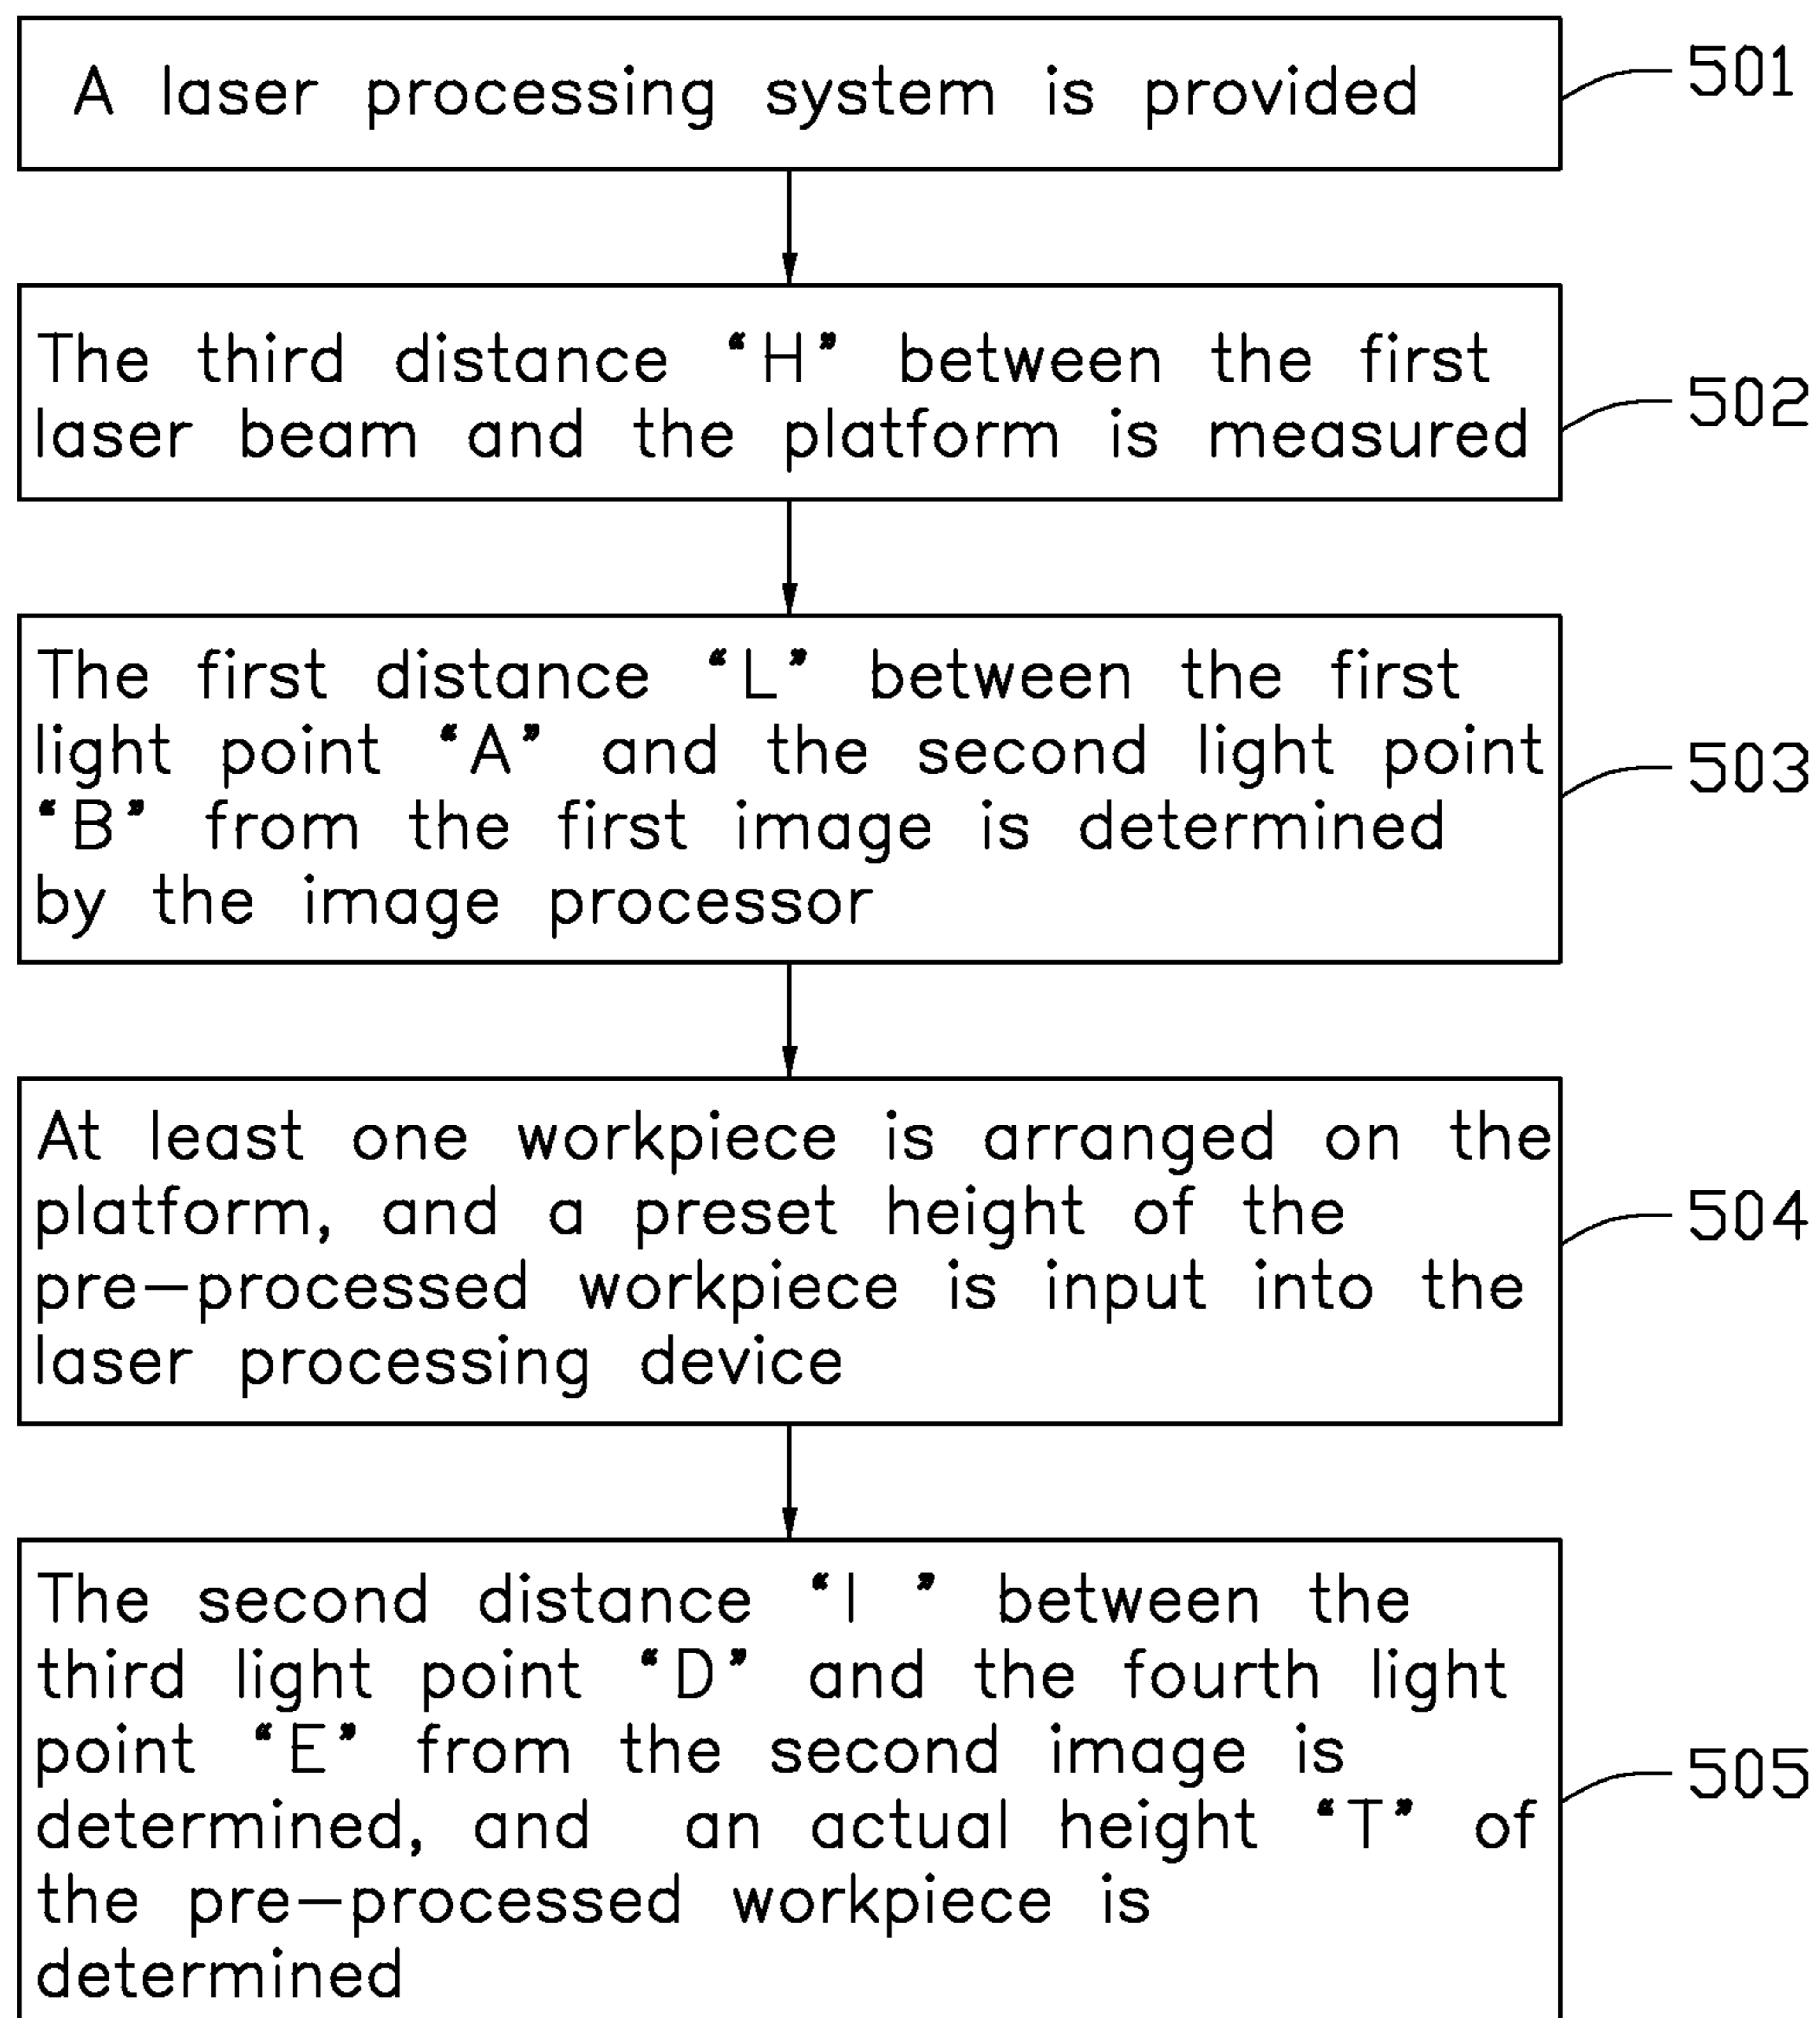 A laser processing system is provided
501
The third distance “H” between the first
laser beam and the platform is measured
502
The first distance “L” between the first
light point “A” and the second light point
“B” from the first image is determined
by the image processor
503
At least one workpiece is arranged on the
platform, and a preset height of the
pre-processed workpiece is input into the
laser processing device
504
The second distance “I ” between the
third light point “D” and the fourth light
point “E” from the second image is
determined, and an actual height “T” of
the pre-processed workpiece is
determined
505